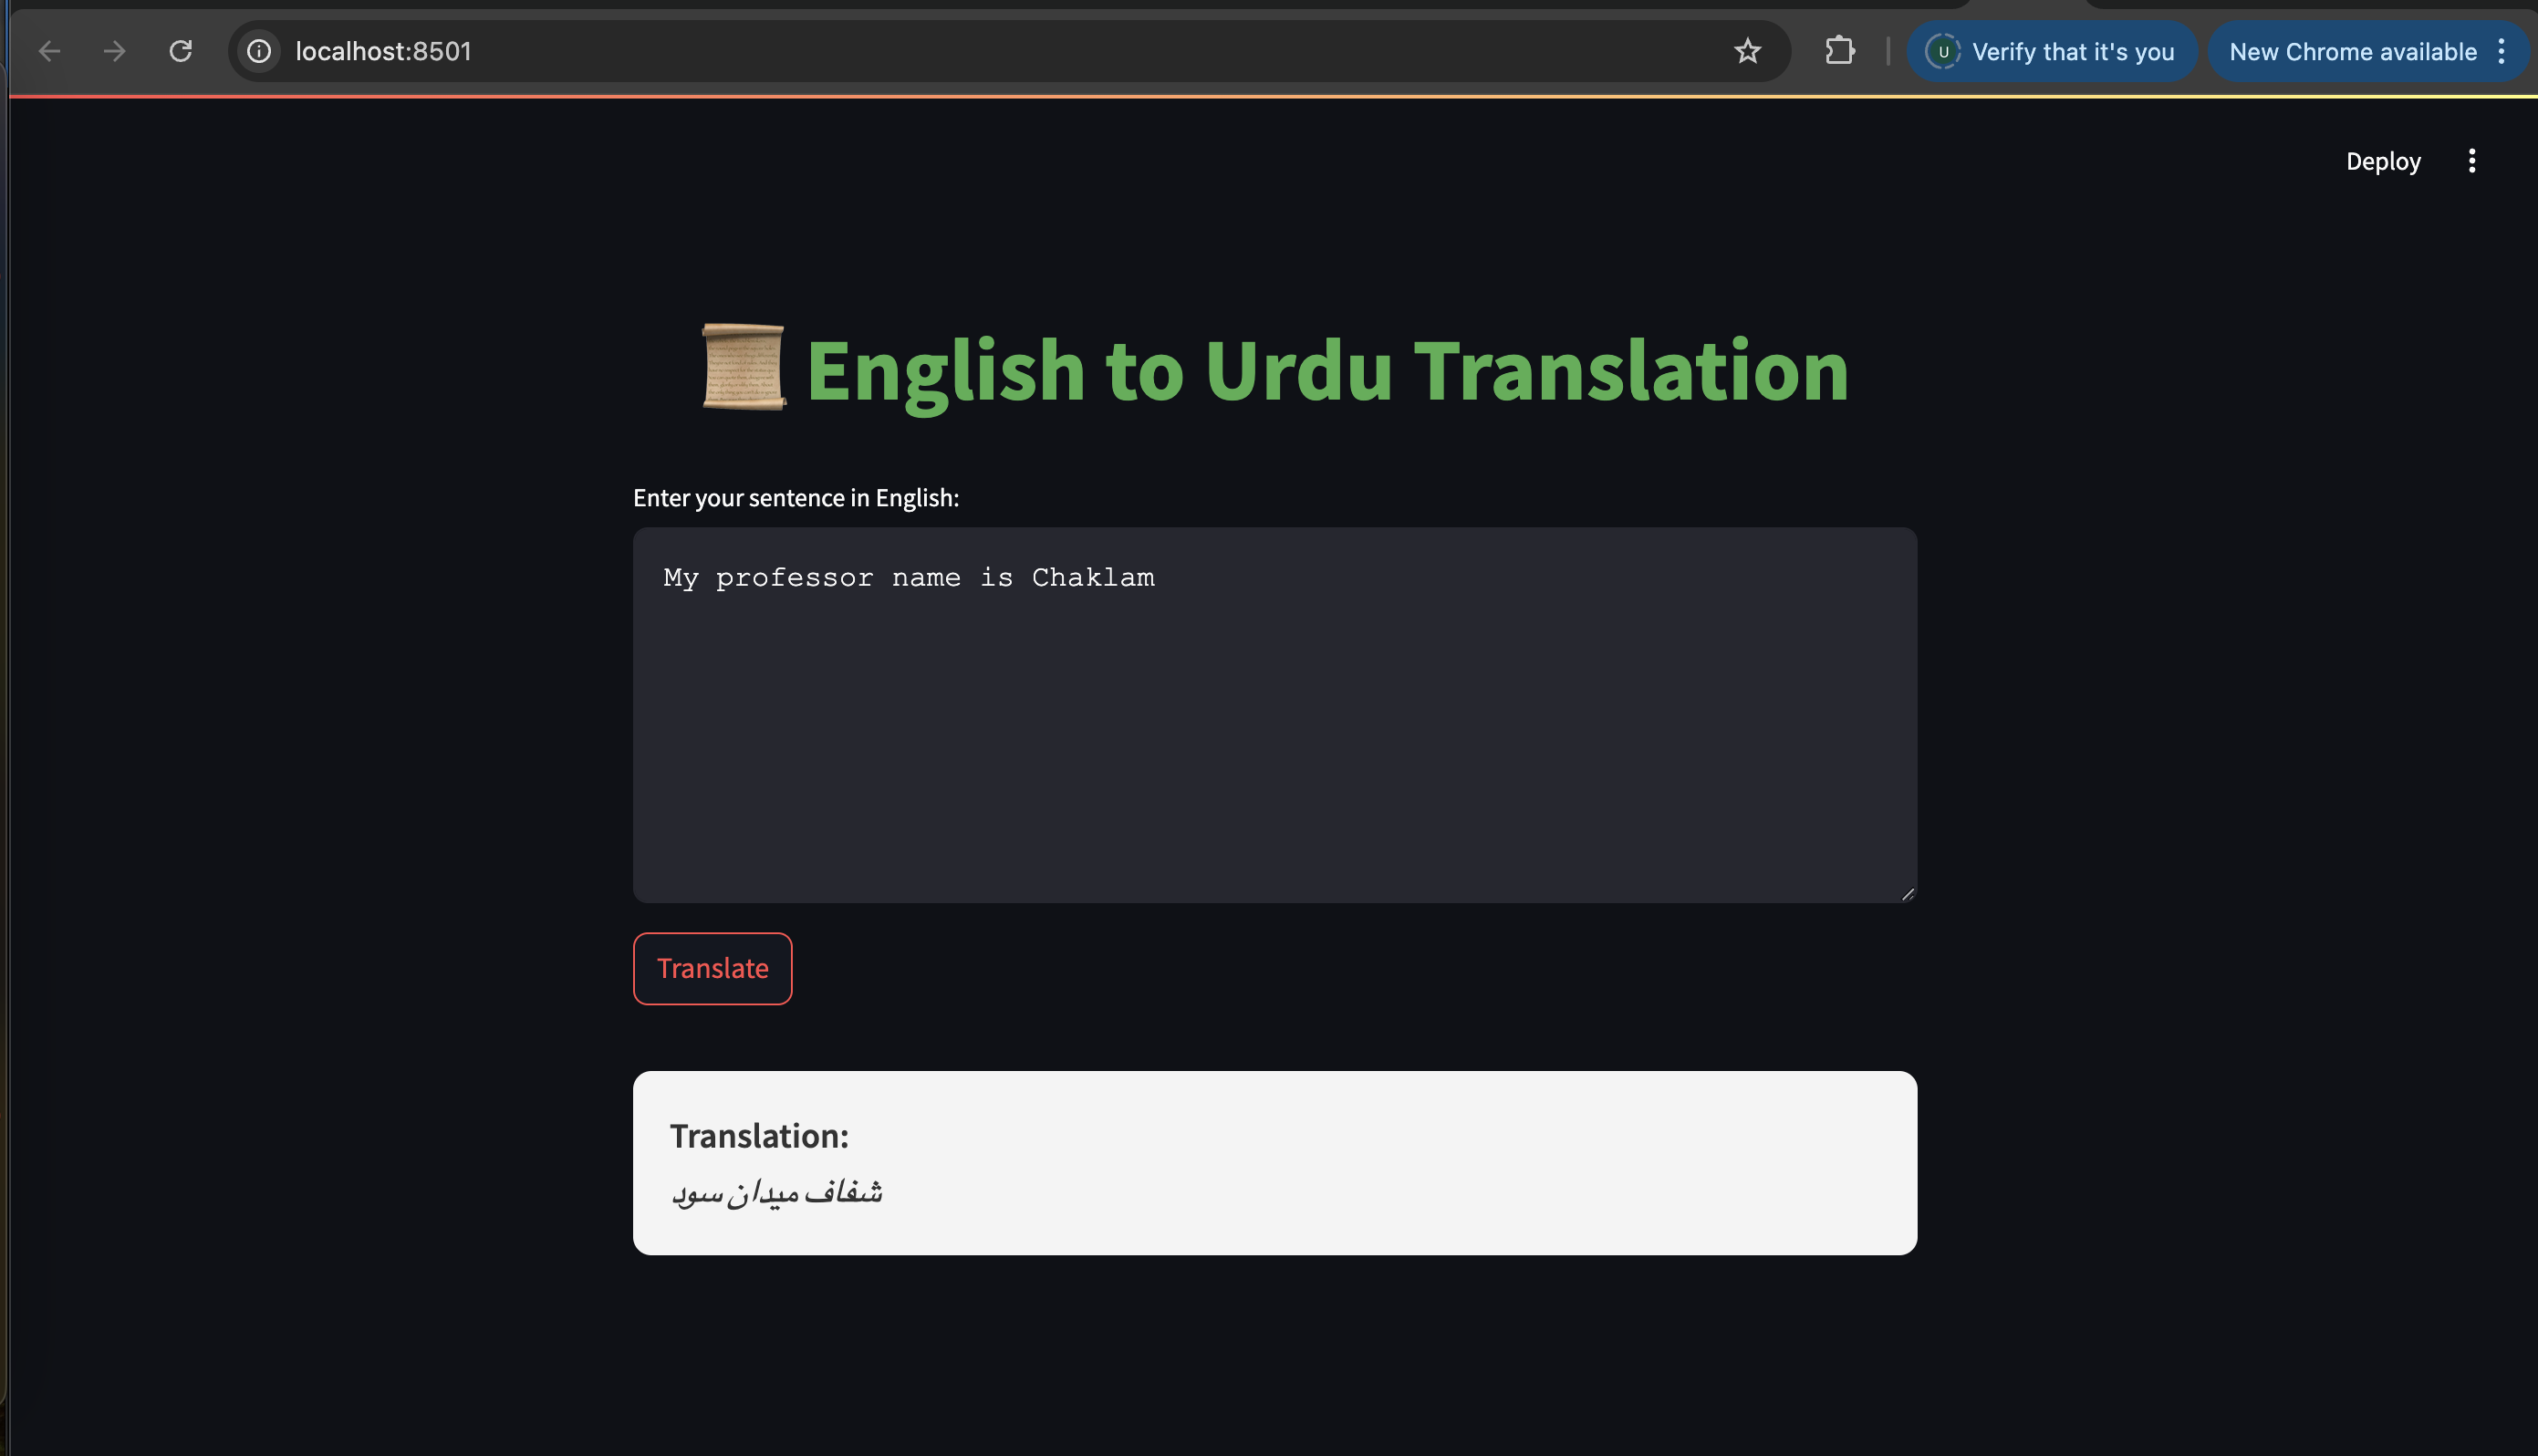 localhost:8501
U Verify that it's you
New Chrome available
Deploy
English to Urdu Translation
Enter your sentence in English:
My professor name is Chaklam
Translate
Translation:
شفاف میدان سود